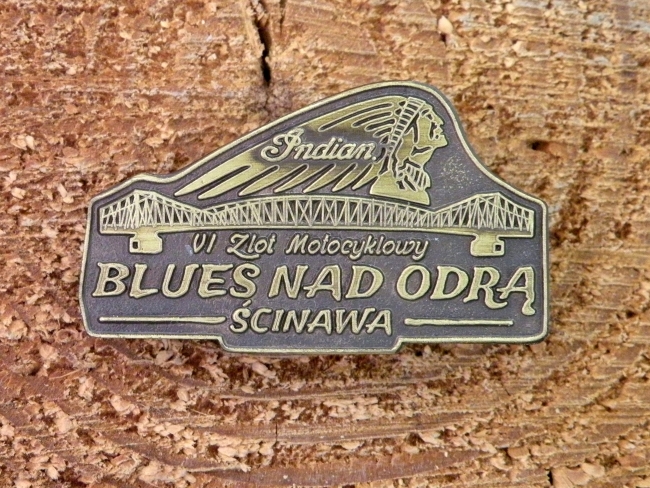 Indian
VI Zlot Motocyklowy
BLUES NAD ODRĄ
ŚCINAWA